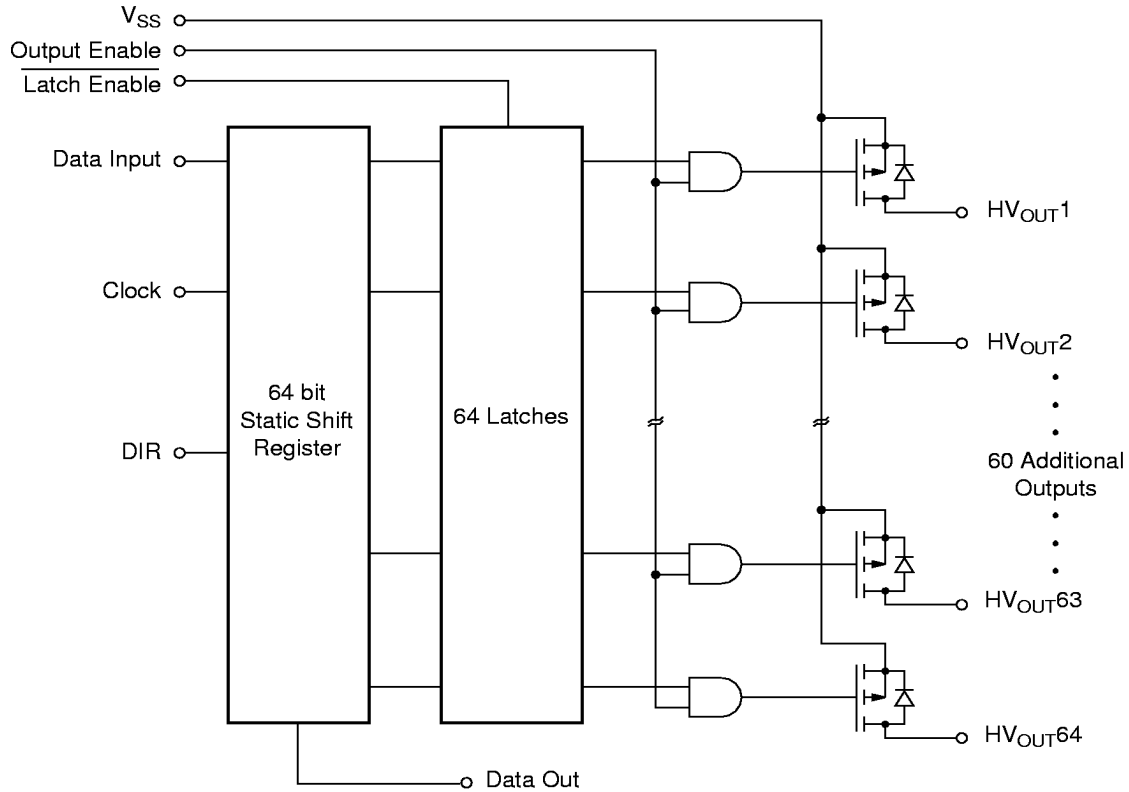 VSS
Output Enable
Latch Enable
Data Input
Clock
DIR
64 bit
Static Shift
Register
64 Latches
HVOUT1
HVOUT2
60 Additional
Outputs
HVOUT63
HVOUT64
Data Out